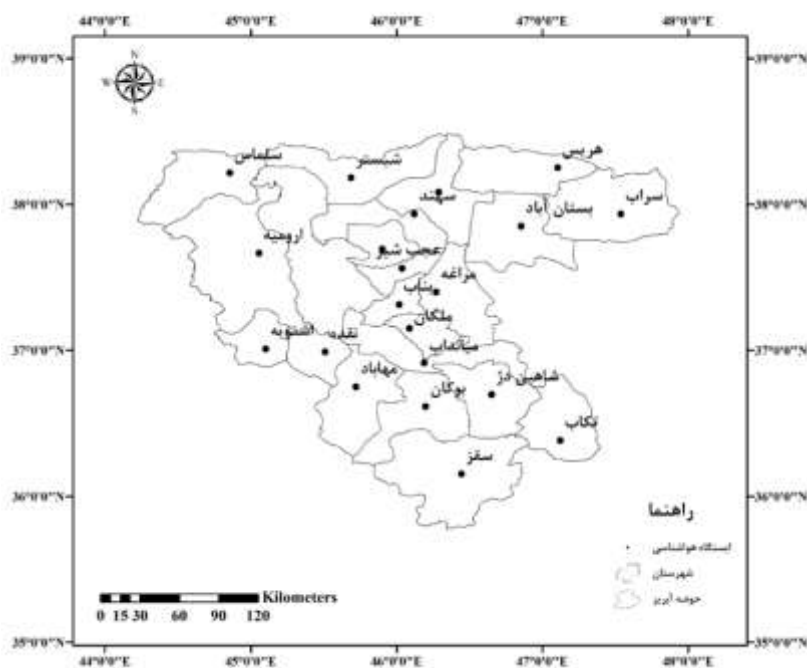 44°0'0"E 45°0'0"E 46°0'0"E 47°0'0"E 48°0'0"E
39°0'0"N 39°0'0"N
N
W E
S
هریس
شبستر
سلماس
سراب
بستان آباد
سهند
38°0'0"N 38°0'0"N
ارومیه
عجب شیر
مراغه
بناب
ملکان
اشنویه
نقده
میانداب
37°0'0"N 37°0'0"N
مهاباد
شاهین دژ
بوکان
تکاب
سقز
36°0'0"N 36°0'0"N
راهنما
ایستگاه هواشناسی
شهرستان
حوضه آبریز
Kilometers
0 15 30 60 90 120
35°0'0"N 35°0'0"N
44°0'0"E 45°0'0"E 46°0'0"E 47°0'0"E 48°0'0"E